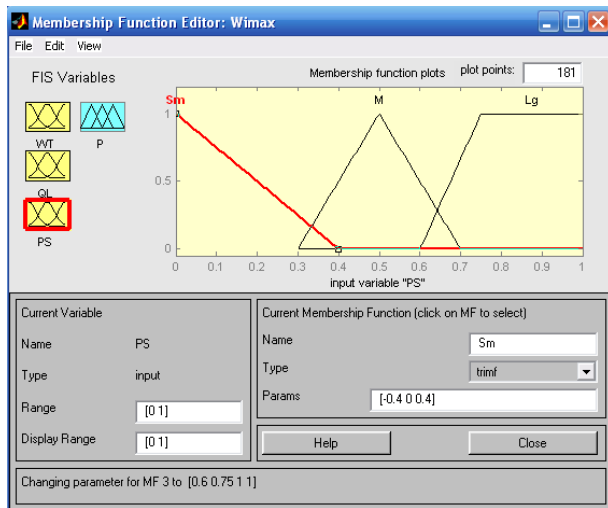 Membership Function Editor: Wimax
File Edit View
FIS Variables
Membership function plots plot points: 181
WT P
QL
PS
Sm M Lg
1
0.5
0
0 0.1 0.2 0.3 0.4 0.5 0.6 0.7 0.8 0.9 1
input variable "PS"
Current Variable
Name PS
Type input
Range [0 1]
Display Range [0 1]
Current Membership Function (click on MF to select)
Name Sm
Type trimf
Params [-0.4 0 0.4]
Help Close
Changing parameter for MF 3 to [0.6 0.75 1 1]